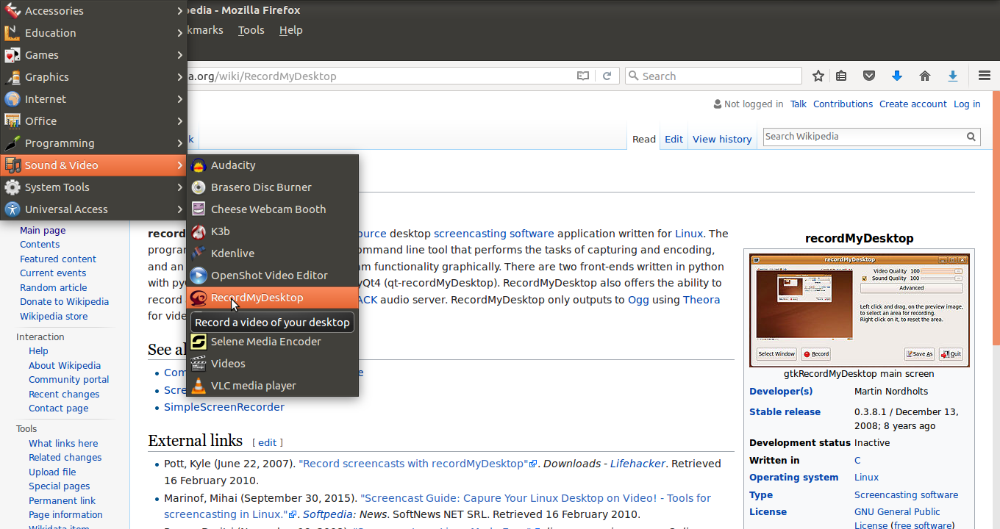 Accessories
Education
Games
Graphics
Internet
Office
Programming
Sound & Video
System Tools
Universal Access
Audacity
Brasero Disc Burner
Cheese Webcam Booth
K3b
Kdenlive
OpenShot Video Editor
RecordMyDesktop
Record a video of your desktop
Selene Media Encoder
Videos
VLC media player
pedia - Mozilla Firefox
kmarks Tools Help
a.org/wiki/RecordMyDesktop
Search
Not logged in Talk Contributions Create account Log in
k
Read Edit View history
Search Wikipedia
Main page
Contents
Featured content
Current events
Random article
Donate to Wikipedia
Wikipedia store
Interaction
Help
About Wikipedia
Community portal
Recent changes
Contact page
Tools
What links here
Related changes
Upload file
Special pages
Permanent link
Page information
Wikidata item
record ource desktop screencasting software application written for Linux. The
progra mmand line tool that performs the tasks of capturing and encoding,
and an m functionality graphically. There are two front-ends written in python
with py yQt4 (qt-recordMyDesktop). RecordMyDesktop also offers the ability to
record ACK audio server. RecordMyDesktop only outputs to Ogg using Theora
for vide
See al
Com e
Scre
SimpleScreenRecorder
External links [ edit ]
Pott, Kyle (June 22, 2007). "Record screencasts with recordMyDesktop". Downloads - Lifehacker. Retrieved
16 February 2010.
Marinof, Mihai (September 30, 2015). "Screencast Guide: Capure Your Linux Desktop on Video! - Tools for
screencasting in Linux.". Softpedia: News. SoftNews NET SRL. Retrieved 16 February 2010.
recordMyDesktop
recordMyDesktop
Video Quality 100
Sound Quality 100
Advanced
Left click and drag, on the preview image,
to select an area for recording.
Right click on it, to reset the area.
Select Window Record Save As Quit
gtkRecordMyDesktop main screen
Developer(s) Martin Nordholts
Stable release 0.3.8.1 / December 13,
2008; 8 years ago
Development status Inactive
Written in C
Operating system Linux
Type Screencasting software
License GNU General Public
License (free software)